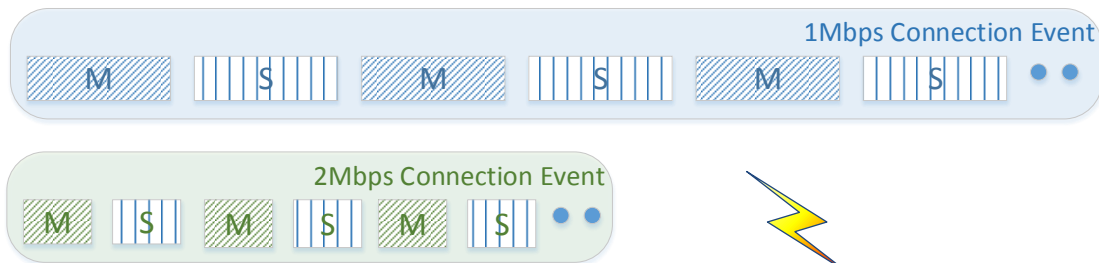 1Mbps Connection Event
M S M S M S
2Mbps Connection Event
M S M S M S